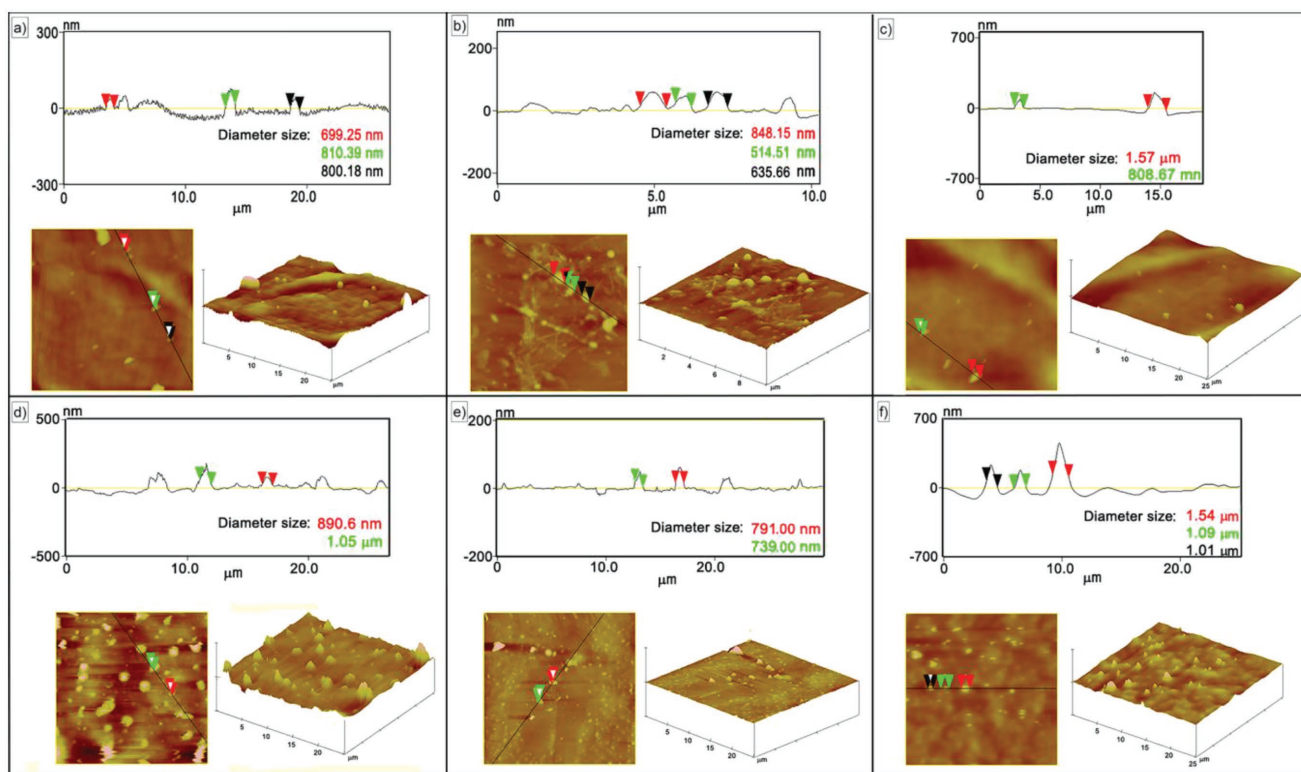 a)
nm
300
0
-300
Diameter size: 699.25 nm
810.39 nm
800.18 nm
0 10.0 20.0
μm
5 10 15 20 μm
b)
nm
200
0
-200
Diameter size: 848.15 nm
514.51 nm
635.66 nm
0 5.0 10.0
μm
2 4 6 8 μm
c)
nm
700
0
-700
Diameter size: 1.57 μm
808.67 mn
0 5.0 10.0 15.0
μm
5 10 15 20 25 μm
d)
nm
500
0
-500
Diameter size: 890.6 nm
1.05 μm
0 10.0 20.0
μm
5 10 15 20 μm
e)
nm
200
0
-200
Diameter size: 791.00 nm
739.00 nm
0 10.0 20.0
μm
5 10 15 20 μm
f)
nm
700
0
-700
Diameter size: 1.54 μm
1.09 μm
1.01 μm
0 10.0 20.0
μm
5 10 15 20 25 μm